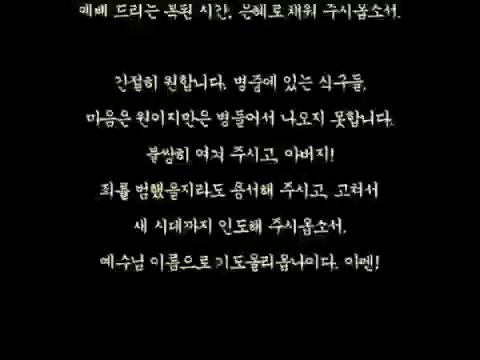 예배 드리는 복된 시간, 은혜로 채워 주시옵소서.
간절히 원합니다. 병중에 있는 식구들,
마음은 원이지만은 병들어서 나오지 못합니다.
불쌍히 여겨 주시고, 아버지!
죄를 범했을지라도 용서해 주시고, 고쳐서
새 시대까지 인도해 주시옵소서.
예수님 이름으로 기도올리옵나이다. 아멘!